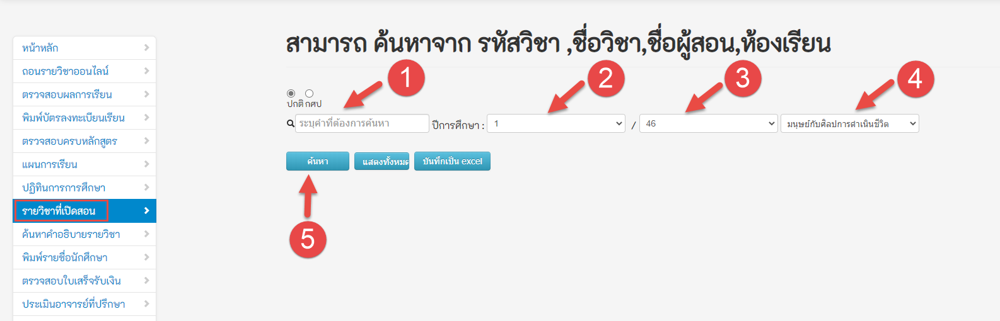 สามารถ ค้นหาจาก รหัสวิชา ,ชื่อวิชา,ชื่อผู้สอน,ห้องเรียน
หน้าหลัก
ถอนรายวิชาออนไลน์
ตรวจสอบผลการเรียน
พิมพ์บัตรลงทะเบียนเรียน
ตรวจสอบครบหลักสูตร
แผนการเรียน
ปฏิทินการการศึกษา
รายวิชาที่เปิดสอน
ค้นหาคำอธิบายรายวิชา
พิมพ์รายชื่อนักศึกษา
ตรวจสอบใบเสร็จรับเงิน
ประเมินอาจารย์ที่ปรึกษา
1
2
3
4
ปกติ กศป
ระบุคำที่ต้องการค้นหา ปีการศึกษา : 1 / 46 มนุษย์กับศิลปการดำเนินชีวิต
ค้นหา แสดงทั้งหมด บันทึกเป็น excel
5